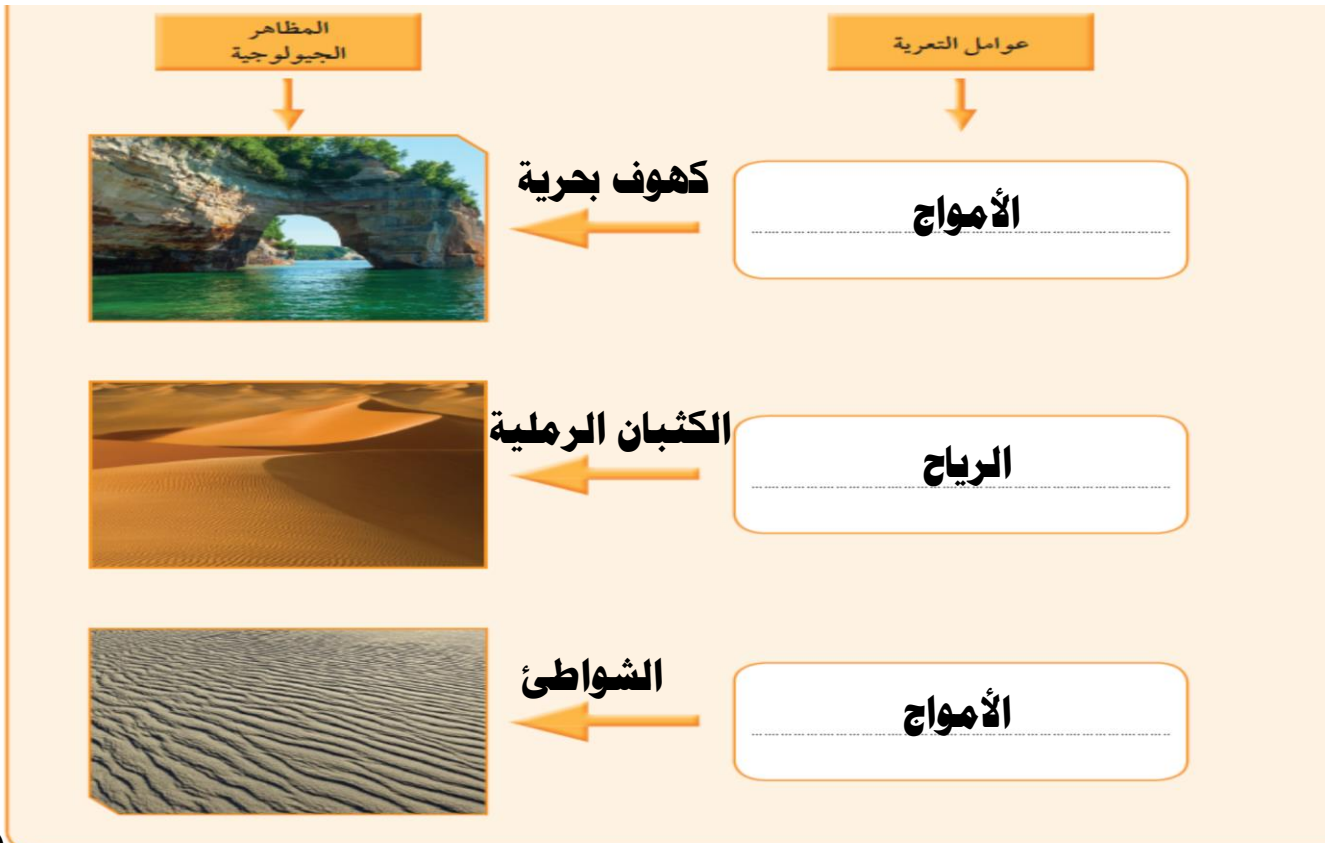 عوامل التعرية
المظاهر
الجيولوجية
الأمواج
كهوف بحرية
الرياح
الكثبان الرملية
الأمواج
الشواطئ